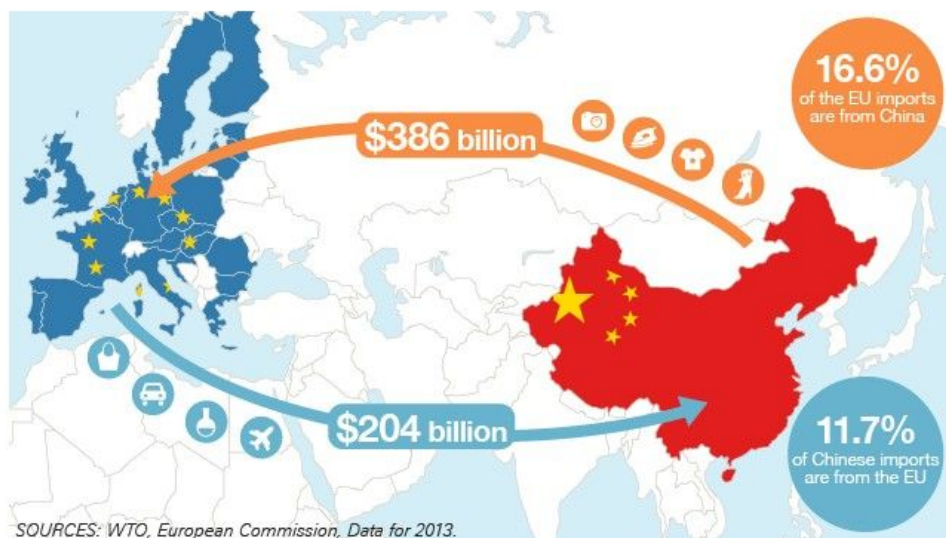 16.6%
of the EU imports
are from China
$386 billion
$204 billion
11.7%
of Chinese imports
are from the EU
SOURCES: WTO, European Commission, Data for 2013.